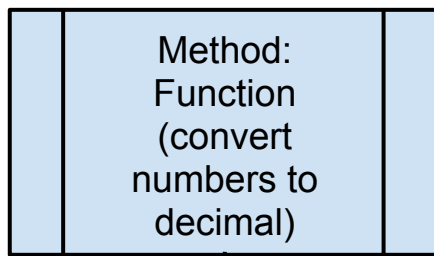 Method:
Function
(convert
numbers to
decimal)